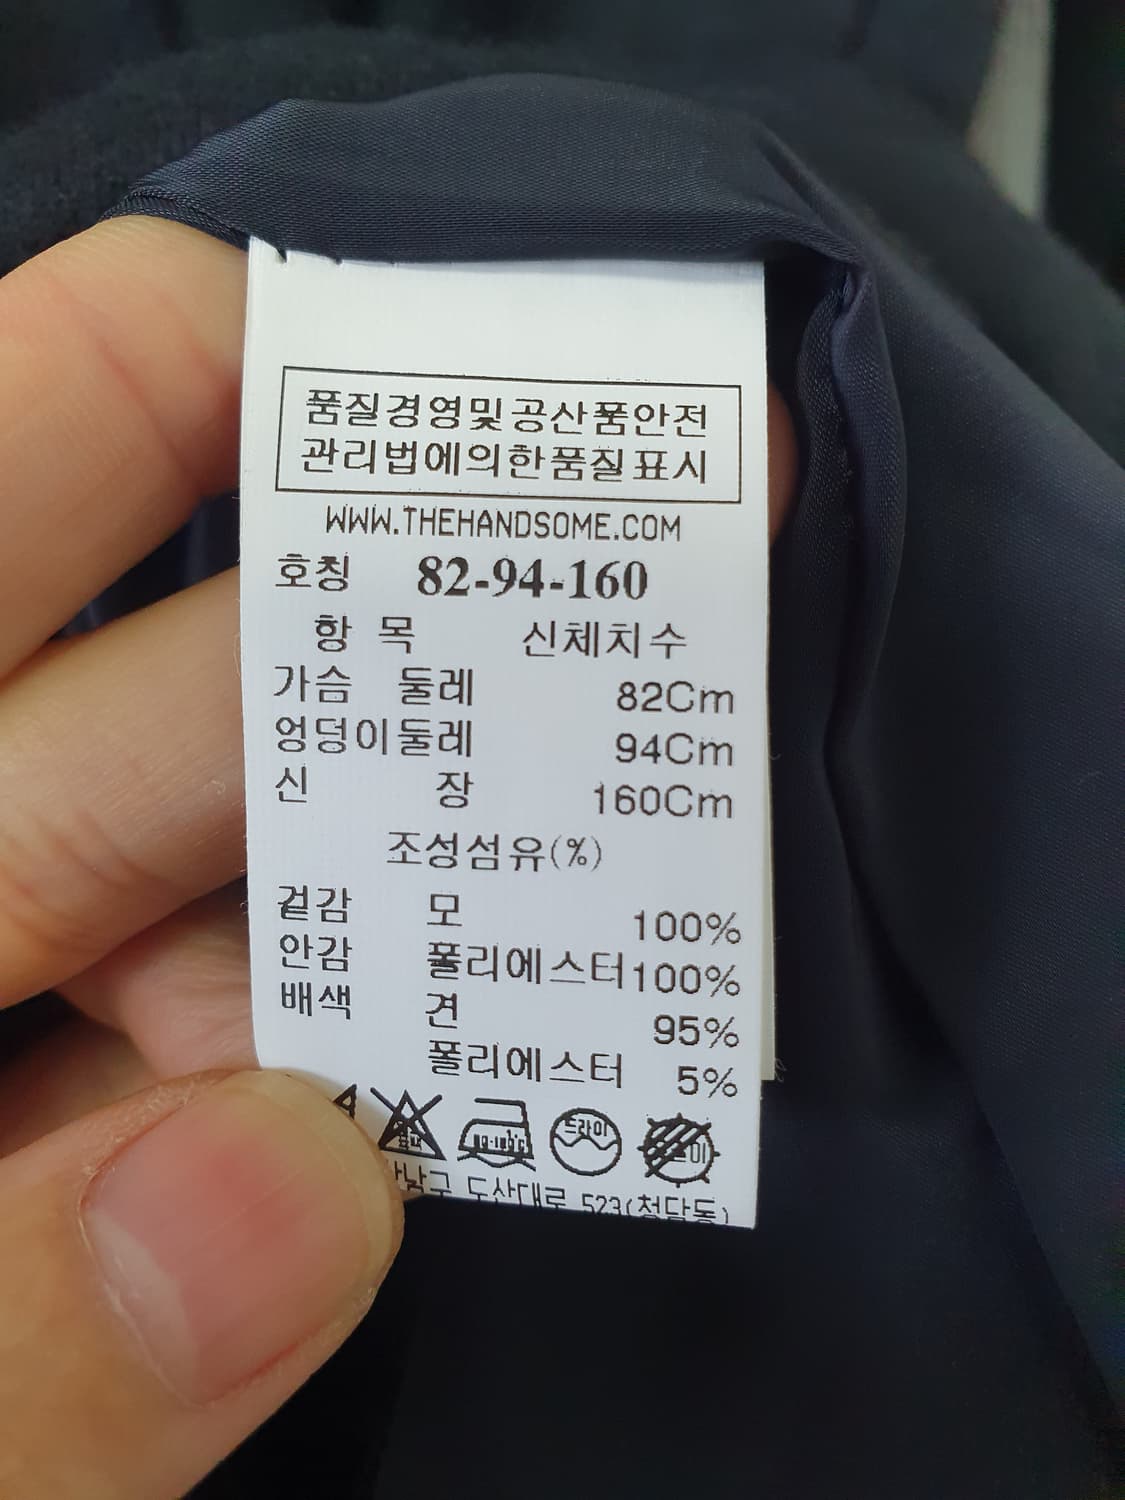 품질경영및공산품안전
관리법에의한품질표시
WWW.THEHANDSOME.COM
호칭 82-94-160
항 목 신체치수
가슴 둘레 82Cm
엉덩이둘레 94Cm
신 장 160Cm
조성섬유(%)
겉감 모 100%
안감 폴리에스터100%
배색 견 95%
폴리에스터 5%
드라이
도산대로 523(청담동)